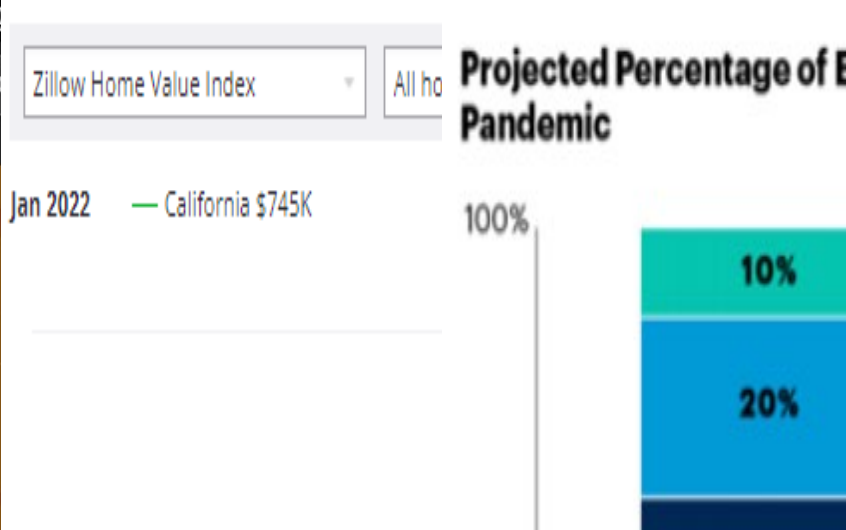 Zillow Home Value Index
All ho
Jan 2022 — California $745K
Projected Percentage of E
Pandemic
100%
10%
20%